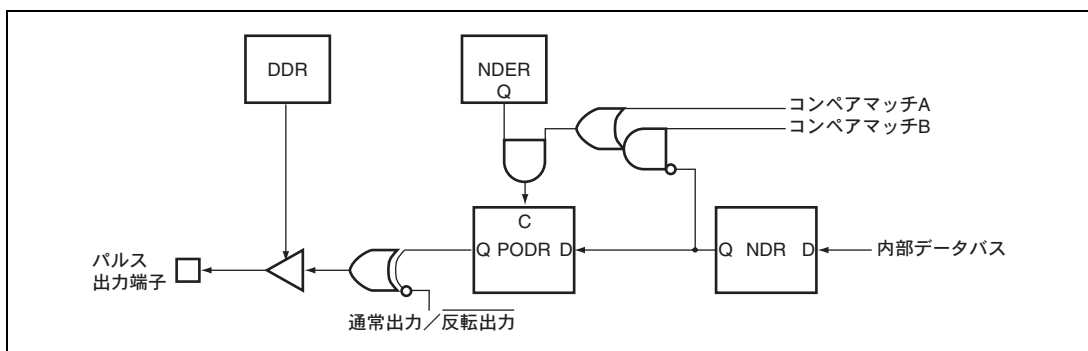 DDR
NDER
Q
コンペアマッチA
コンペアマッチB
C
Q PODR D
Q NDR D
内部データバス
パルス
出力端子
通常出力／反転出力